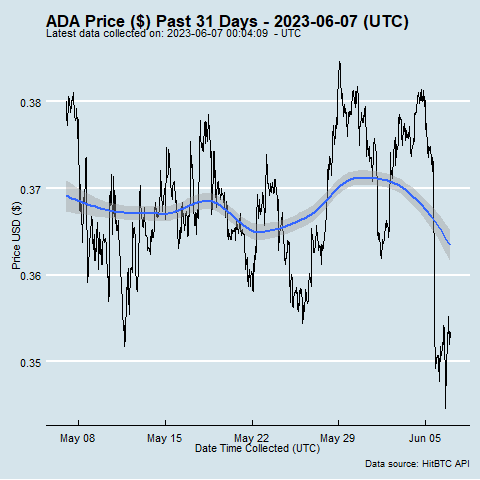 ADA Price ($) Past 31 Days - 2023-06-07 (UTC)
Latest data collected on: 2023-06-07 00:04:09 - UTC
0.38
0.37
0.36
0.35
Price USD ($)
May 08 May 15 May 22 May 29 Jun 05
Date Time Collected (UTC)
Data source: HitBTC API